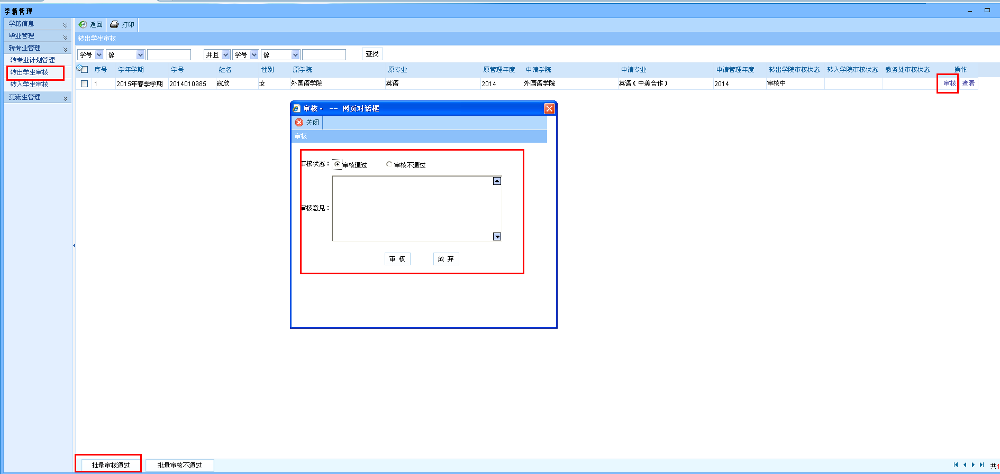 学籍管理
学籍信息
毕业管理
转专业管理
转专业计划管理
转出学生审核
转入学生审核
交流生管理
返回 打印
转出学生审核
学号 像 并且 学号 像 查找
序号 学年学期 学号 姓名 性别 原学院 原专业 原管理年度 申请学院 申请专业 申请管理年度 转出学院审核状态 转入学院审核状态 教务处审核状态 操作
1 2015年春季学期 2014010985 寇欣 女 外国语学院 英语 2014 外国语学院 英语（中美合作） 2014 审核中 审核 查看
审核 - -- 网页对话框
关闭
审核
审核状态： 审核通过 审核不通过
审核意见：
审 核 放 弃
批量审核通过 批量审核不通过
共1